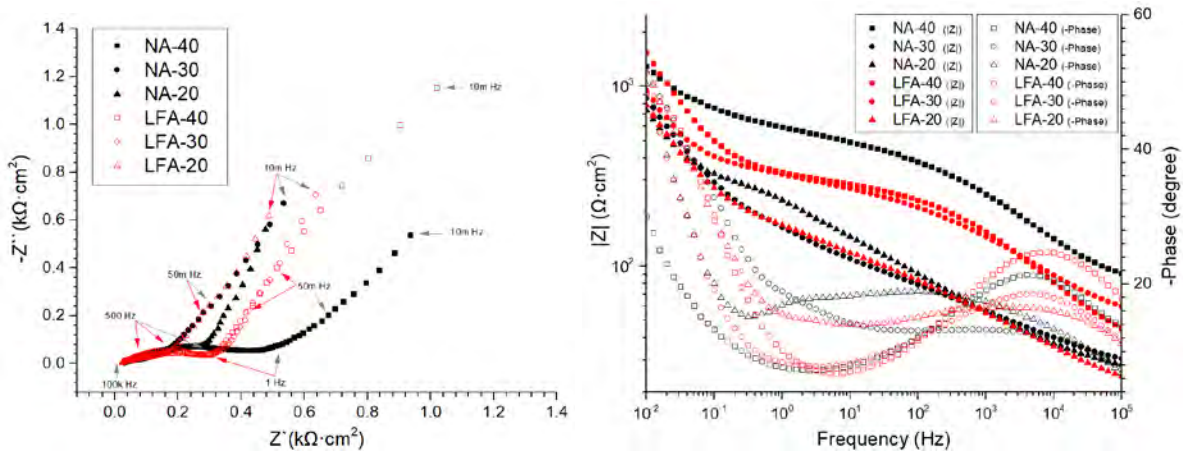 1.4
1.2
1.0
0.8
0.6
0.4
0.2
0.0
-Z``(kΩ·cm²)
NA-40
NA-30
NA-20
LFA-40
LFA-30
LFA-20
10m Hz
10m Hz
10m Hz
50m Hz
50m Hz
500 Hz
1 Hz
100k Hz
0.0 0.2 0.4 0.6 0.8 1.0 1.2 1.4
Z`(kΩ·cm²)
NA-40 (|Z|)
NA-30 (|Z|)
NA-20 (|Z|)
LFA-40 (|Z|)
LFA-30 (|Z|)
LFA-20 (|Z|)
NA-40 (-Phase)
NA-30 (-Phase)
NA-20 (-Phase)
LFA-40 (-Phase)
LFA-30 (-Phase)
LFA-20 (-Phase)
10³
10²
|Z| (Ω·cm²)
60
40
20
-Phase (degree)
10⁻² 10⁻¹ 10⁰ 10¹ 10² 10³ 10⁴ 10⁵
Frequency (Hz)